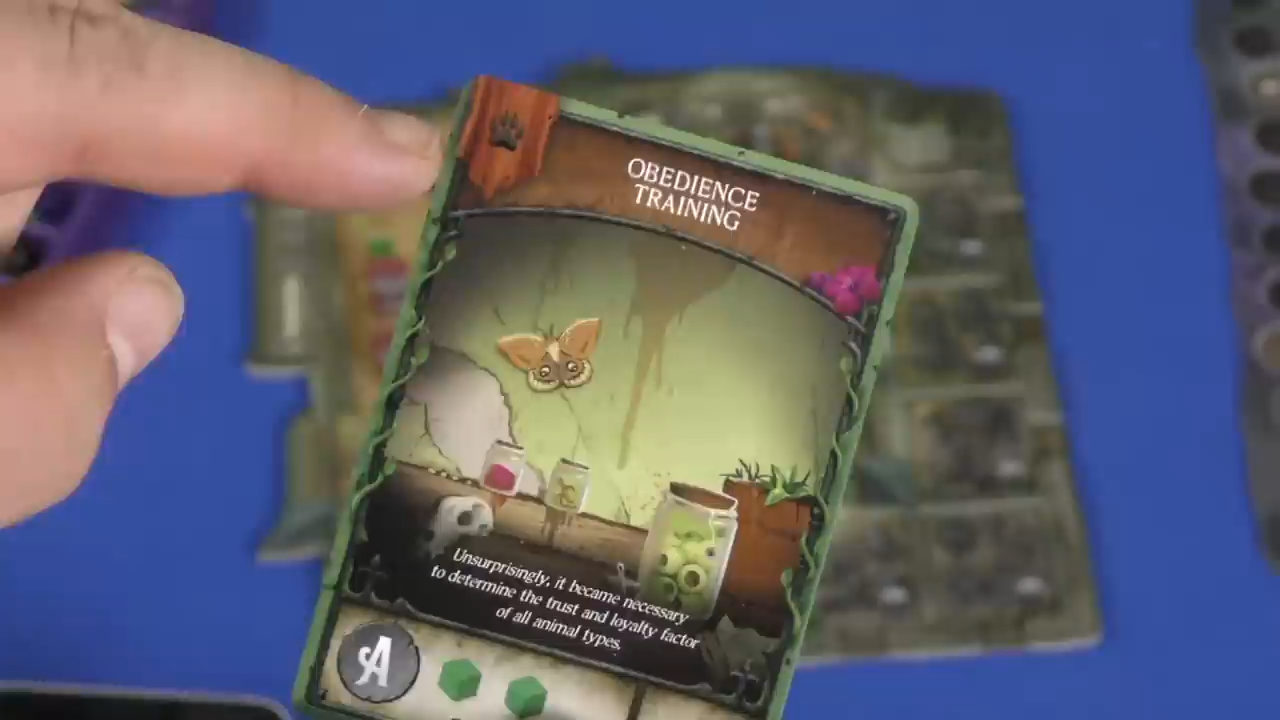 OBEDIENCE
TRAINING
Unsurprisingly, it became necessary
to determine the trust and loyalty factor
of all animal types.
A